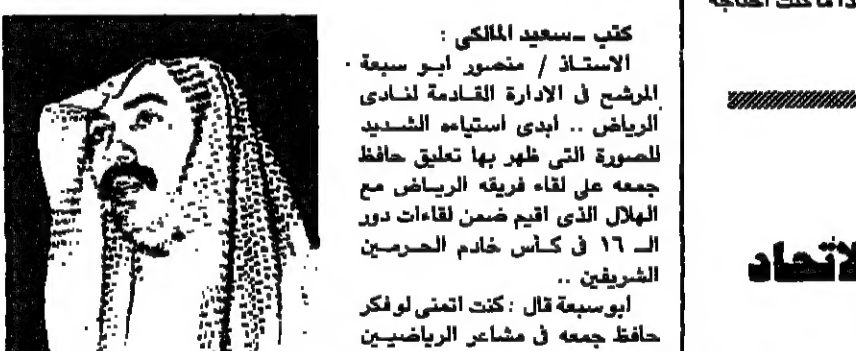 كتب ــ سعيد المالكى :
الاستاذ / منصور ابو سبعة
المرشح فى الادارة القادمة لنادى
الرياض .. ابدى استياءه الشديد
للصورة التى ظهر بها تعليق حافظ
جمعه على لقاء فريقه الرياض مع
الهلال الذى اقيم ضمن لقاءات دور
الـ ١٦ فى كأس خادم الحرمين
الشريفين ..
ابو سبعة قال : كنت اتمنى لو فكر
حافظ جمعه فى مشاعر الرياضيين